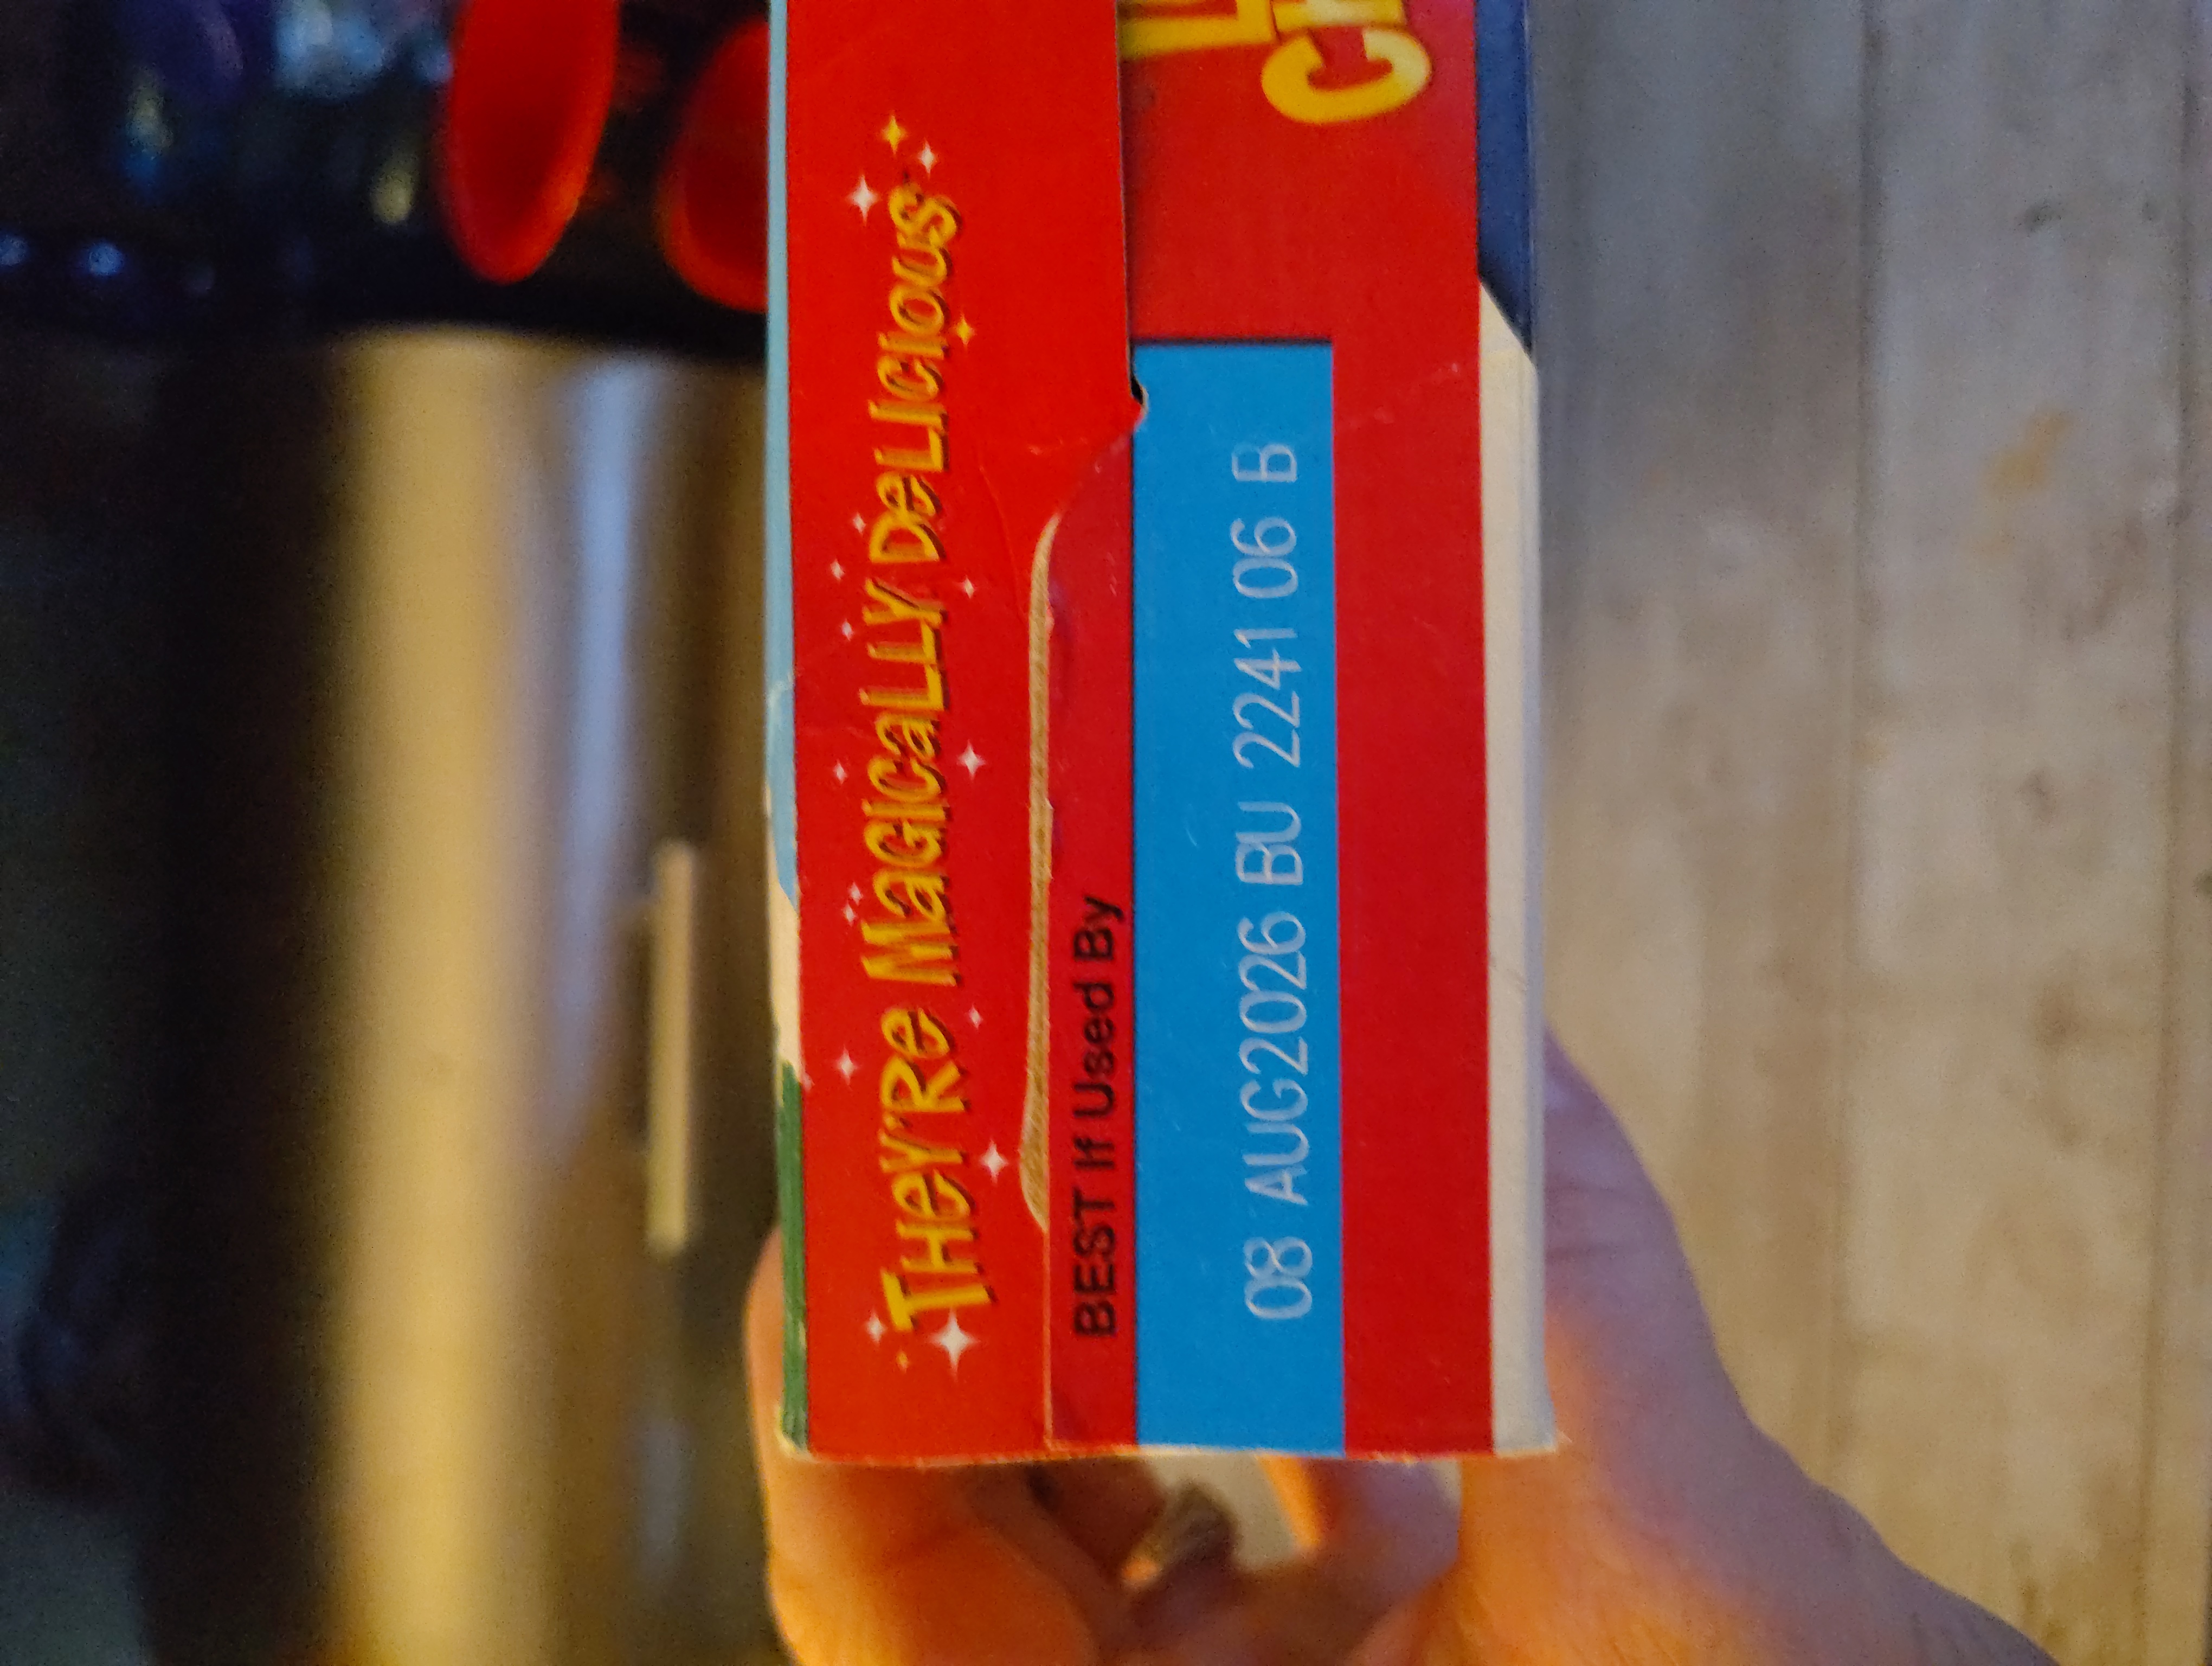 They're Magically Delicious
BEST If Used By
08 AUG2026 BU 2241 06 B